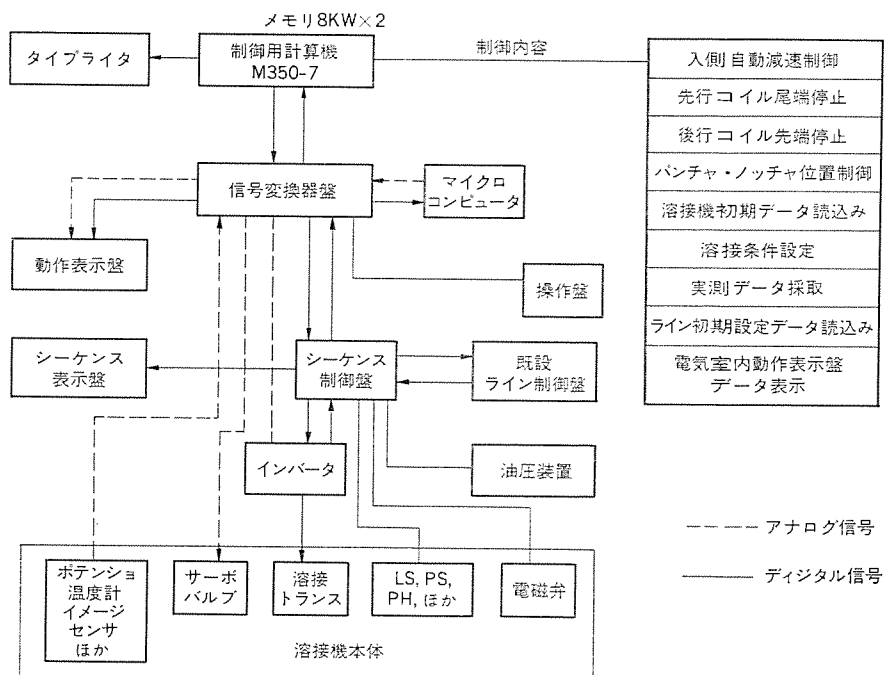 メモリ8KW×2
タイプライタ
制御用計算機
M350-7
制御内容
入側自動減速制御
先行コイル尾端停止
後行コイル先端停止
パンチャ・ノッチャ位置制御
溶接機初期データ読込み
溶接条件設定
実測データ採取
ライン初期設定データ読込み
電気室内動作表示盤
データ表示
信号変換器盤
マイクロ
コンピュータ
動作表示盤
操作盤
シーケンス
表示盤
シーケンス
制御盤
既設
ライン制御盤
インバータ
油圧装置
アナログ信号
ディジタル信号
ポテンショ
温度計
イメージ
センサ
ほか
サーボ
バルブ
溶接
トランス
LS, PS,
PH, ほか
電磁弁
溶接機本体